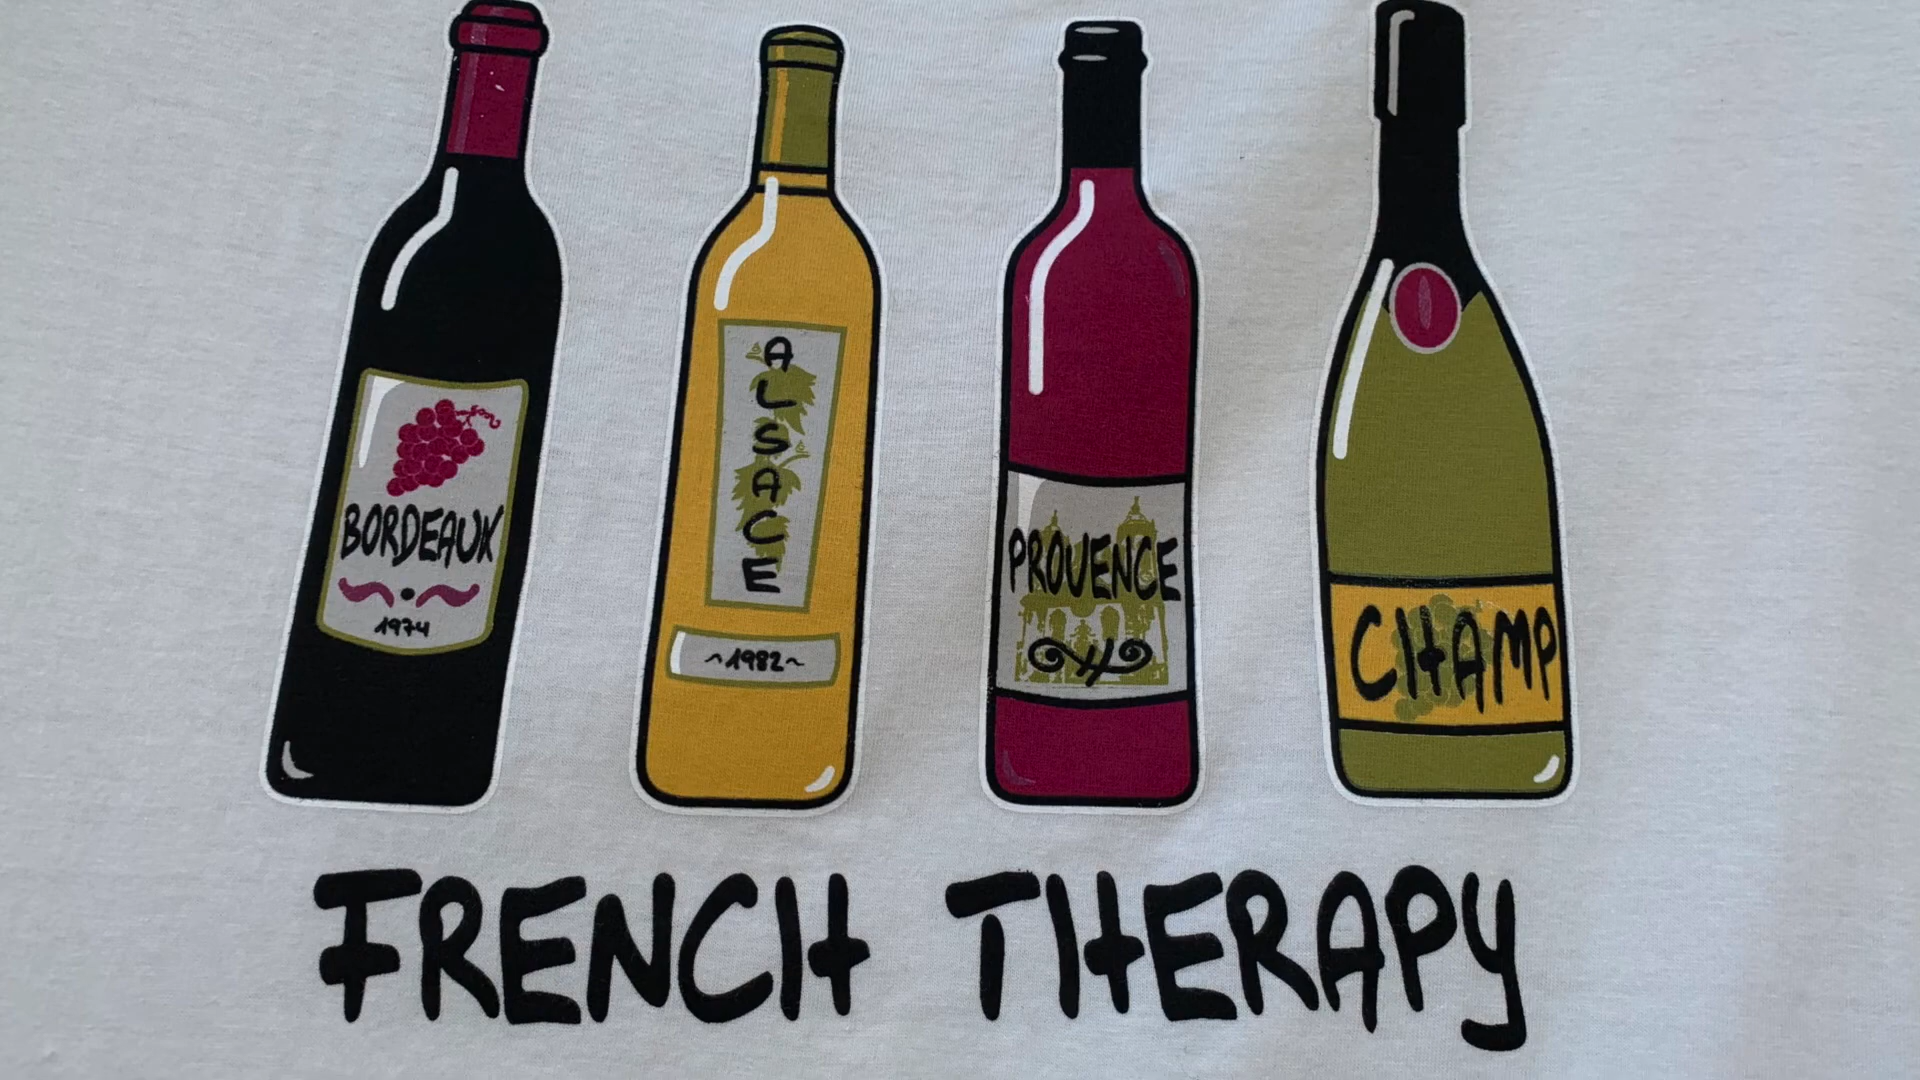 BORDEAUX
1974
ALSACE
~1982~
PROVENCE
CHAMP
FRENCH THERAPY